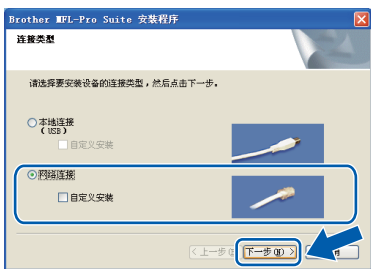 Brother MFL-Pro Suite 安装程序
连接类型
请选择要安装设备的连接类型，然后点击下一步。
本地连接
(USB)
自定义安装
网络连接
自定义安装
< 上一步(B) 下一步(N) >